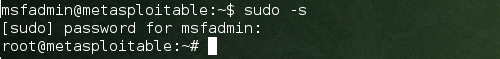 msfadmin@metasploitable:~$ sudo -s
[sudo] password for msfadmin:
root@metasploitable:~#